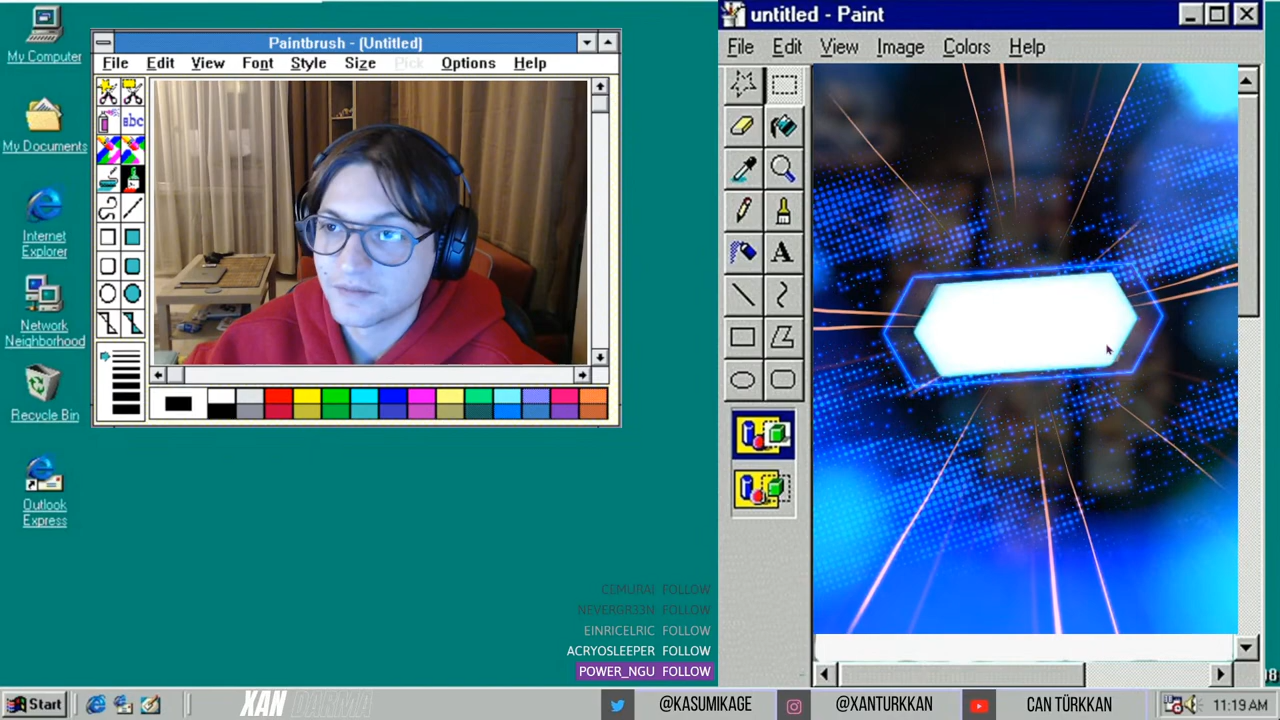 My Computer
My Documents
Internet
Explorer
Network
Neighborhood
Recycle Bin
Outlook
Express
Paintbrush - (Untitled)
File Edit View Font Style Size Pick Options Help
abc
untitled - Paint
File Edit View Image Colors Help
A
CEMURAI FOLLOW
NEVERGR33N FOLLOW
EINRICELRIC FOLLOW
ACRYOSLEEPER FOLLOW
POWER_NGU FOLLOW
Start
XAN DARMA
@KASUMIKAGE
@XANTURKKAN
CAN TÜRKKAN
11:19 AM